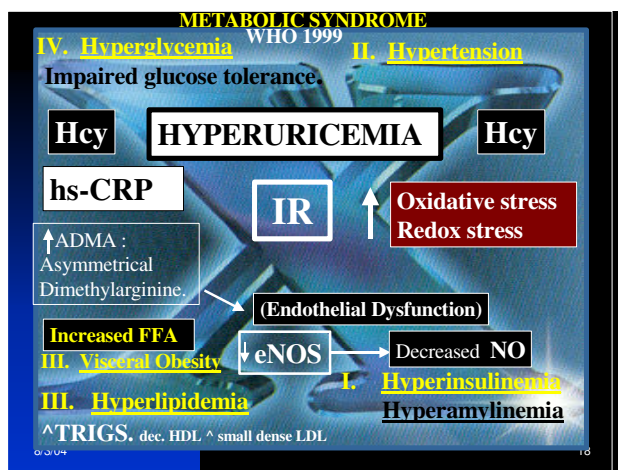 METABOLIC SYNDROME
WHO 1999
IV. Hyperglycemia
II. Hypertension
Impaired glucose tolerance.
Hcy
HYPERURICEMIA
Hcy
hs-CRP
IR
Oxidative stress
Redox stress
↑ADMA :
Asymmetrical
Dimethylarginine.
(Endothelial Dysfunction)
Increased FFA
III. Visceral Obesity
↓eNOS
Decreased NO
I. Hyperinsulinemia
III. Hyperlipidemia
Hyperamylinemia
^TRIGS. dec. HDL ^ small dense LDL
8/3/04
18